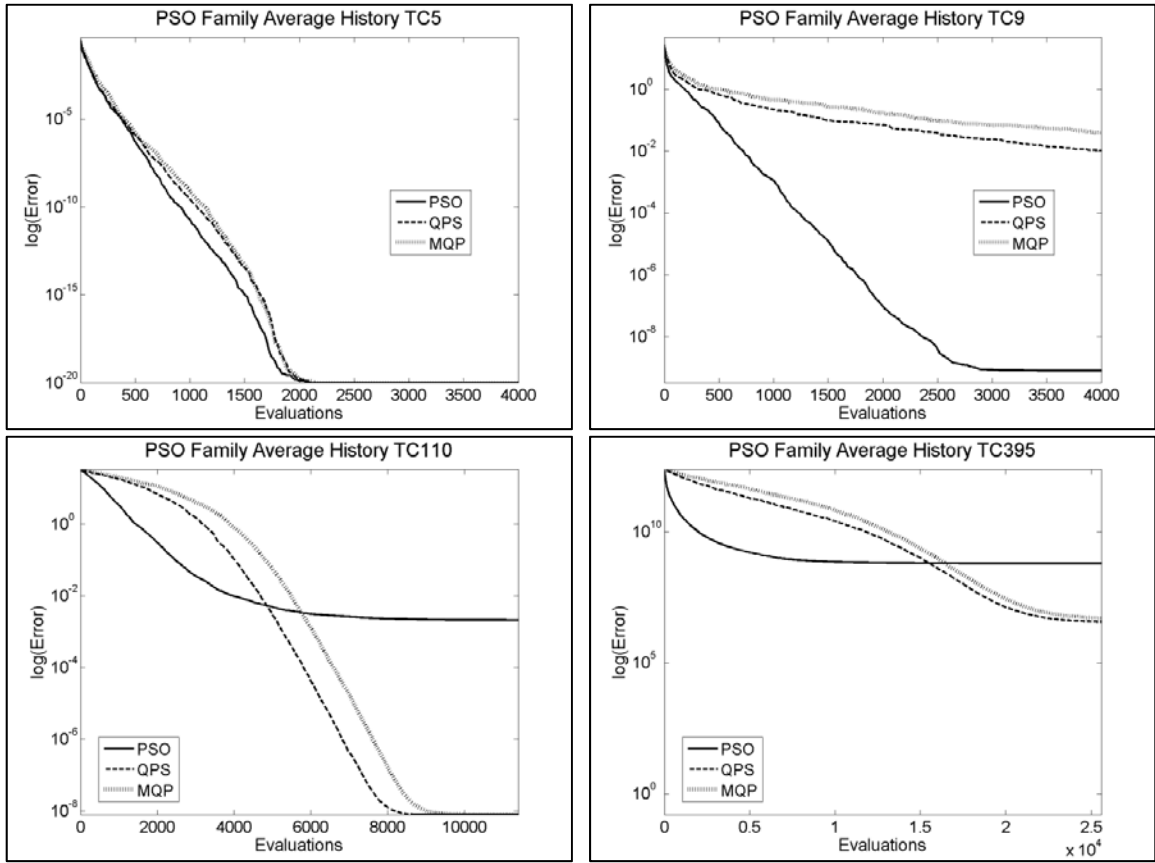 PSO Family Average History TC5
log(Error)
10^-5
10^-10
10^-15
10^-20
PSO
QPS
MQP
0 500 1000 1500 2000 2500 3000 3500 4000
Evaluations
PSO Family Average History TC9
log(Error)
10^0
10^-2
10^-4
10^-6
10^-8
PSO
QPS
MQP
0 500 1000 1500 2000 2500 3000 3500 4000
Evaluations
PSO Family Average History TC110
log(Error)
10^0
10^-2
10^-4
10^-6
10^-8
PSO
QPS
MQP
0 2000 4000 6000 8000 10000
Evaluations
PSO Family Average History TC395
log(Error)
10^10
10^5
10^0
PSO
QPS
MQP
0 0.5 1 1.5 2 2.5
Evaluations
x 10^4